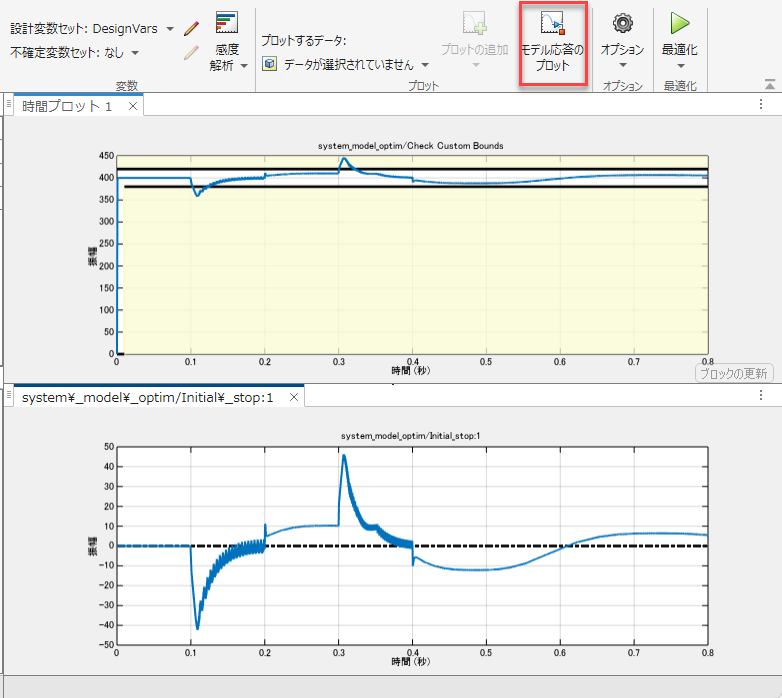 設計変数セット: DesignVars
不確定変数セット: なし
感度
解析
変数
プロットするデータ:
データが選択されていません
プロットの追加
プロット
モデル応答の
プロット
オプション
オプション
最適化
最適化
時間プロット 1
system_model_optim/Check Custom Bounds
450
400
350
300
250
200
150
100
50
0
振幅
0 0.1 0.2 0.3 0.4 0.5 0.6 0.7 0.8
時間 (秒)
ブロックの更新
system¥_model¥_optim/Initial¥_stop:1
system_model_optim/Initial_stop:1
50
40
30
20
10
0
-10
-20
-30
-40
-50
振幅
0 0.1 0.2 0.3 0.4 0.5 0.6 0.7 0.8
時間 (秒)